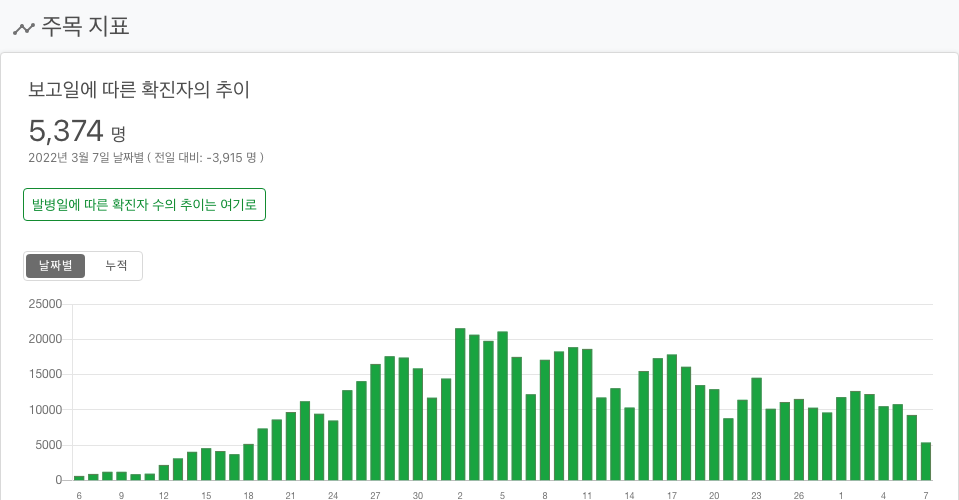 주목 지표
보고일에 따른 확진자의 추이
5,374 명
2022년 3월 7일 날짜별 ( 전일 대비: -3,915 명 )
발병일에 따른 확진자 수의 추이는 여기로
날짜별 누적
25000
20000
15000
10000
5000
0
6 9 12 15 18 21 24 27 30 2 5 8 11 14 17 20 23 26 1 4 7